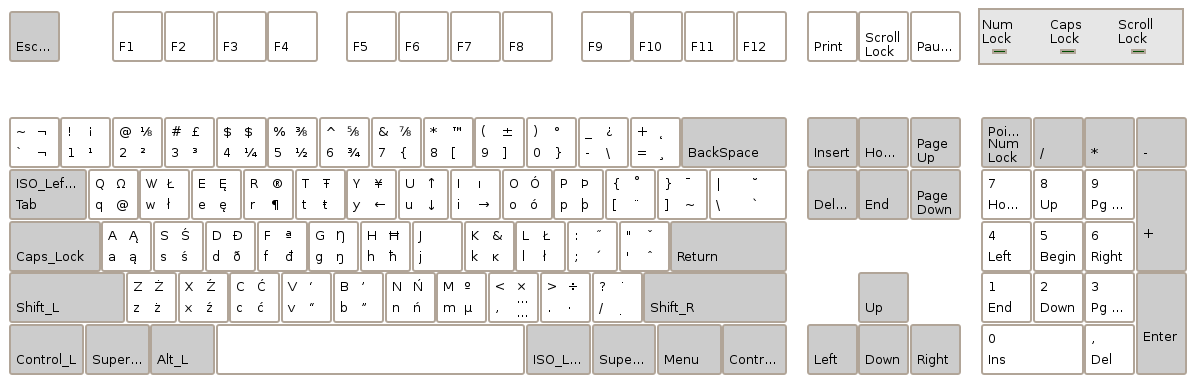 Esc... F1 F2 F3 F4 F5 F6 F7 F8 F9 F10 F11 F12 Print Scroll Lock Pau... Num Lock Caps Lock Scroll Lock
~ ¬ ! ¡ @ ⅛ # £ $ $ % ⅜ ^ ⅝ & ⅞ * ™ ( ± ) ° _ ¿ + ˛
` ¬ 1 ¹ 2 ² 3 ³ 4 ¼ 5 ½ 6 ¾ 7 { 8 [ 9 ] 0 } - \ = ¸ BackSpace Insert Ho... Page Up Poi... Num Lock / * -
ISO_Lef... Q Ω W Ł E Ę R ® T Ŧ Y ¥ U ↑ I ı O Ó P Þ { ˚ } ¯ | ˘ 7 8 9
Tab q @ w ł e ę r ¶ t ŧ y ← u ↓ i → o ó p þ [ ¨ ] ~ \ ` Del... End Page Down Ho... Up Pg ... +
A Ą S Ś D Đ F ª G Ŋ H Ħ J K & L Ł : ˝ " ˇ 4 5 6
Caps_Lock a ą s ś d ð f đ g ŋ h ħ j k ĸ l ł ; ´ ' ˆ Return Left Begin Right
Z Ż X Ź C Ć V ‘ B ’ N Ń M º < × > ÷ ? ˙ 1 2 3
Shift_L z ż x ź c ć v “ b ” n ń m µ , … . · / . Shift_R Up End Down Pg ... Enter
0 ,
Control_L Super... Alt_L ISO_L... Supe... Menu Contr... Left Down Right Ins Del